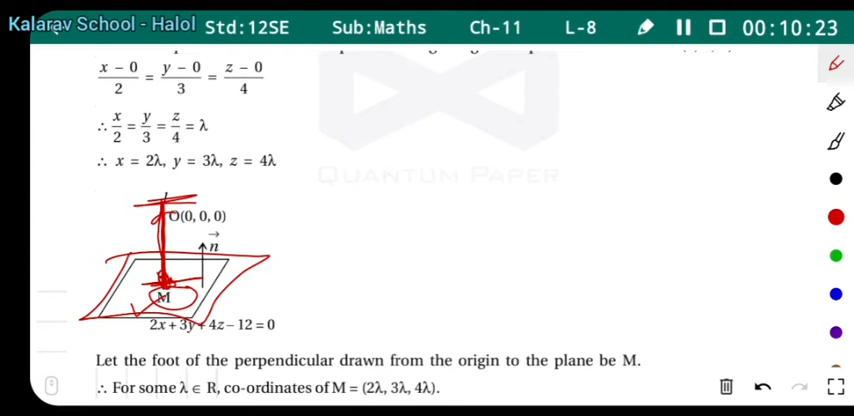 Kalarav School - Halol Std:12SE Sub:Maths Ch-11 L-8 00:10:23
x − 0 / 2 = y − 0 / 3 = z − 0 / 4
∴ x / 2 = y / 3 = z / 4 = λ
∴ x = 2λ, y = 3λ, z = 4λ
QUANTUM PAPER
O(0, 0, 0)
→
n
M
2x + 3y + 4z − 12 = 0
Let the foot of the perpendicular drawn from the origin to the plane be M.
∴ For some λ ∈ R, co-ordinates of M = (2λ, 3λ, 4λ).